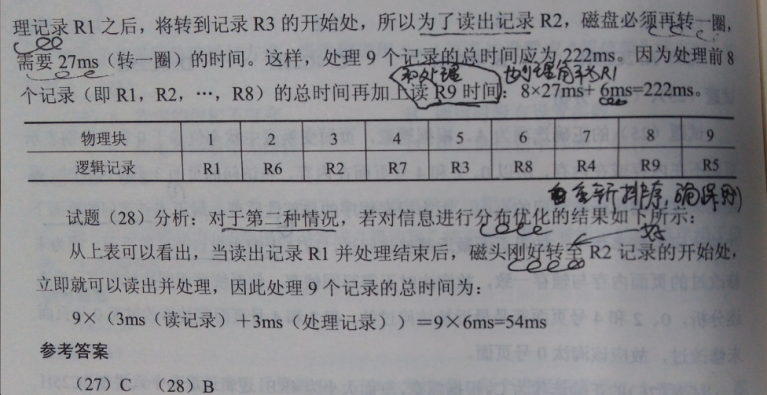 理记录 R1 之后，将转到记录 R3 的开始处，所以为了读出记录 R2，磁盘必须再转一圈，
需要 27ms（转一圈）的时间。这样，处理 9 个记录的总时间应为 222ms。因为处理前 8
和处理
个记录（即 R1，R2，…，R8）的总时间再加上读 R9 时间：8×27ms+ 6ms=222ms。
物理块 1 2 3 4 5 6 7 8 9
逻辑记录 R1 R6 R2 R7 R3 R8 R4 R9 R5
重新排序，确保刚好
试题（28）分析：对于第二种情况，若对信息进行分布优化的结果如下所示：
从上表可以看出，当读出记录 R1 并处理结束后，磁头刚好转至 R2 记录的开始处，
立即就可以读出并处理，因此处理 9 个记录的总时间为：
9×（3ms（读记录）+3ms（处理记录））=9×6ms=54ms
参考答案
（27）C （28）B